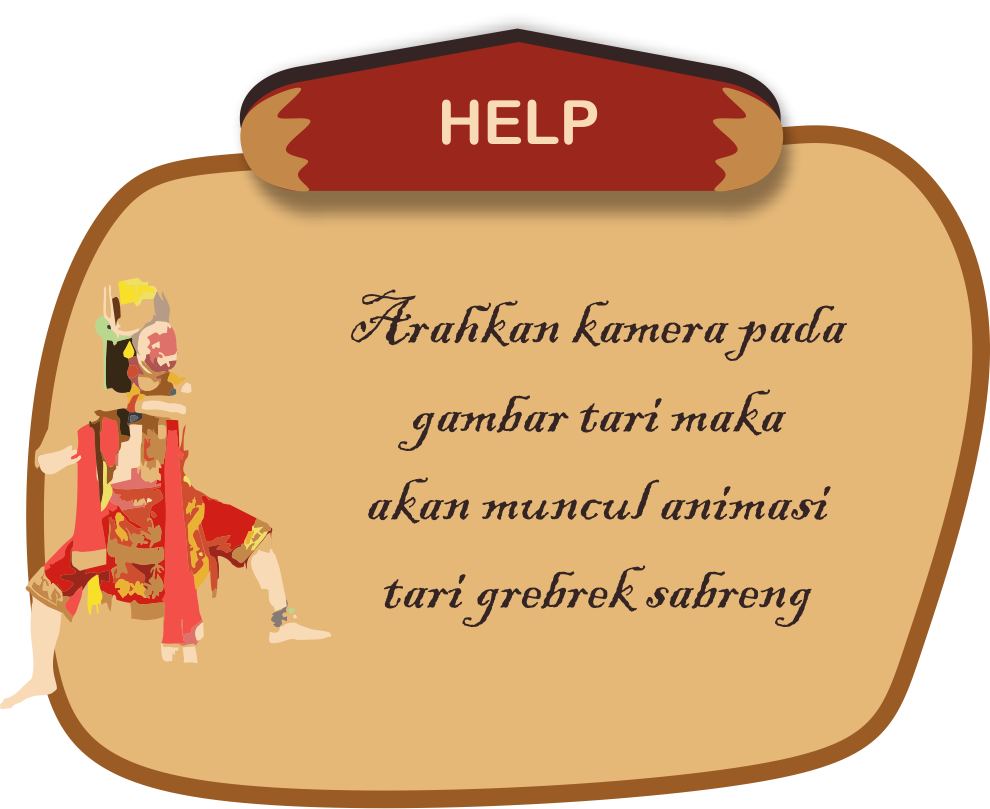 HELP
Arahkan kamera pada
gambar tari maka
akan muncul animasi
tari grebrek sabreng